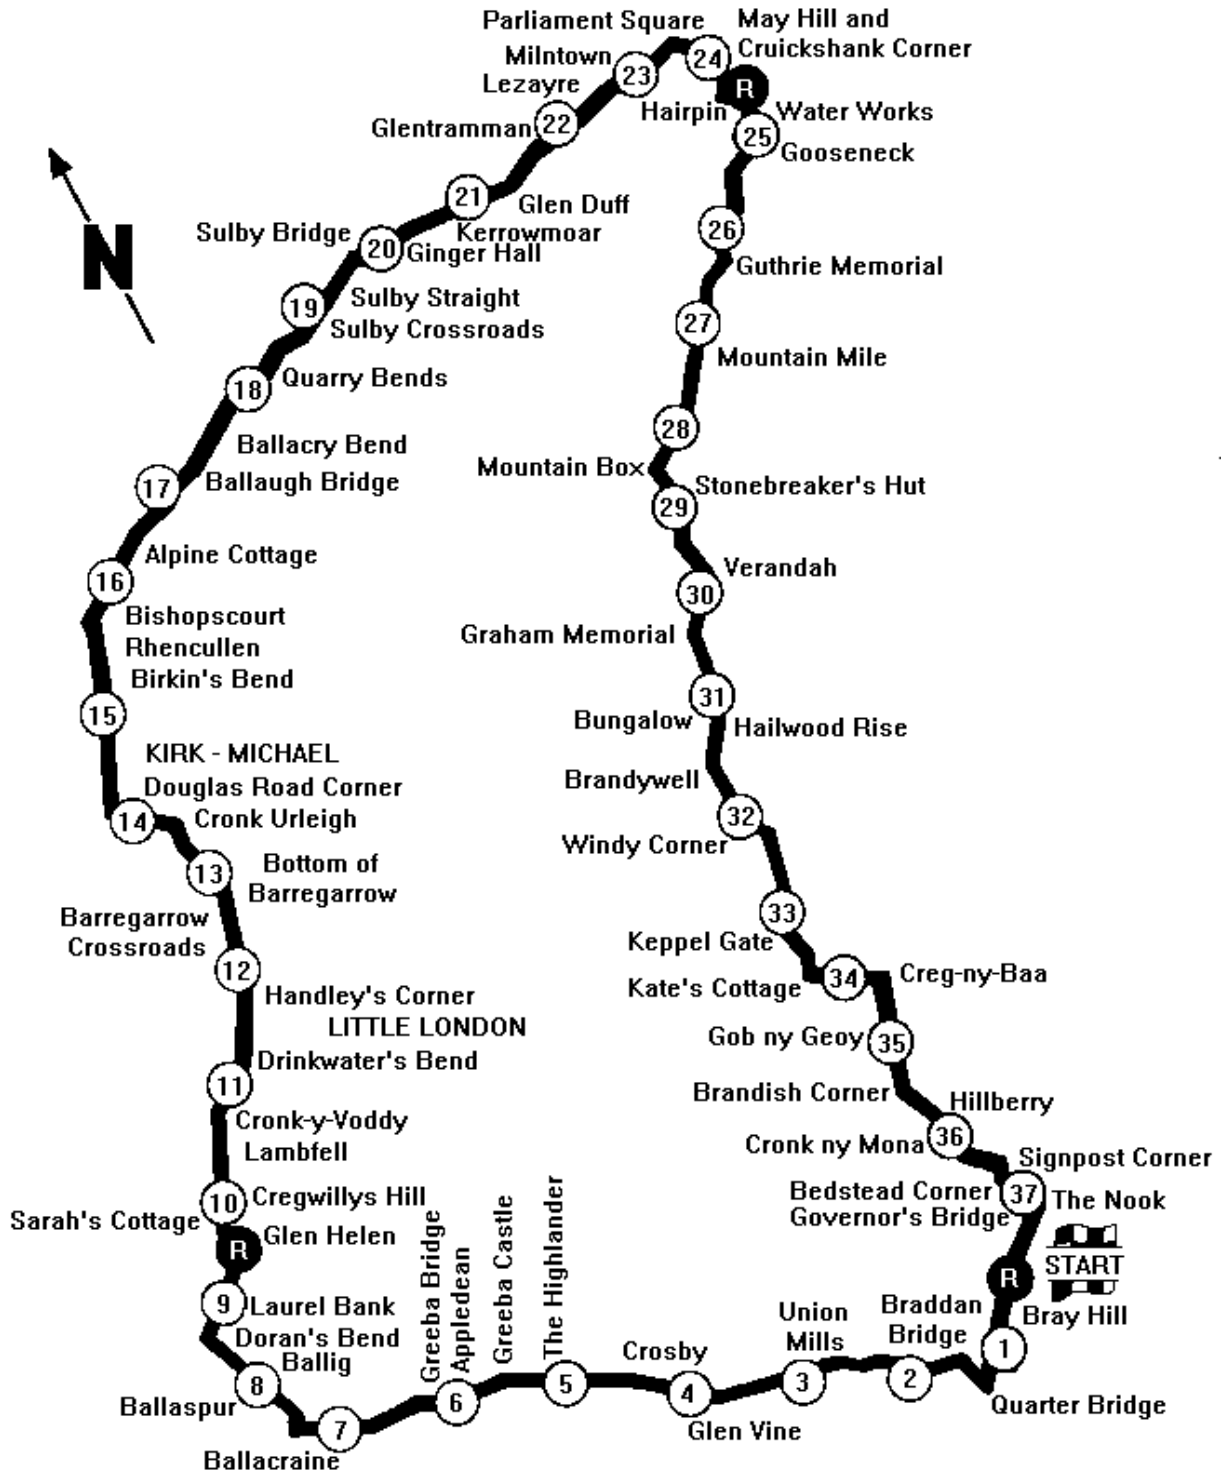 Parliament Square
May Hill and
Cruickshank Corner
Milntown
24
23
Lezayre
R
Hairpin
Water Works
22
Glentramman
25
Gooseneck
21
Glen Duff
Sulby Bridge
20
Kerrowmoar
26
Ginger Hall
Guthrie Memorial
N
19
Sulby Straight
Sulby Crossroads
27
Mountain Mile
18
Quarry Bends
28
Ballacry Bend
Mountain Box
17
Ballaugh Bridge
Stonebreaker's Hut
29
Alpine Cottage
Verandah
16
30
Bishopscourt
Graham Memorial
Rhencullen
Birkin's Bend
31
15
Bungalow
Hailwood Rise
KIRK - MICHAEL
Brandywell
Douglas Road Corner
32
14
Cronk Urleigh
Windy Corner
13
Bottom of
Barregarrow
33
Barregarrow
Crossroads
Keppel Gate
12
34
Creg-ny-Baa
Kate's Cottage
Handley's Corner
LITTLE LONDON
Gob ny Geoy
35
Drinkwater's Bend
11
Brandish Corner
Hillberry
Cronk-y-Voddy
36
Cronk ny Mona
Lambfell
Signpost Corner
10
Cregwillys Hill
Bedstead Corner
37
The Nook
Sarah's Cottage
Governor's Bridge
R
Glen Helen
START
R
9
Laurel Bank
Greeba Bridge
Appledean
Greeba Castle
The Highlander
Union
Mills
Braddan
Bridge
Bray Hill
Doran's Bend
1
Ballig
Crosby
8
2
3
4
5
6
7
Ballaspur
Quarter Bridge
Glen Vine
Ballacraine